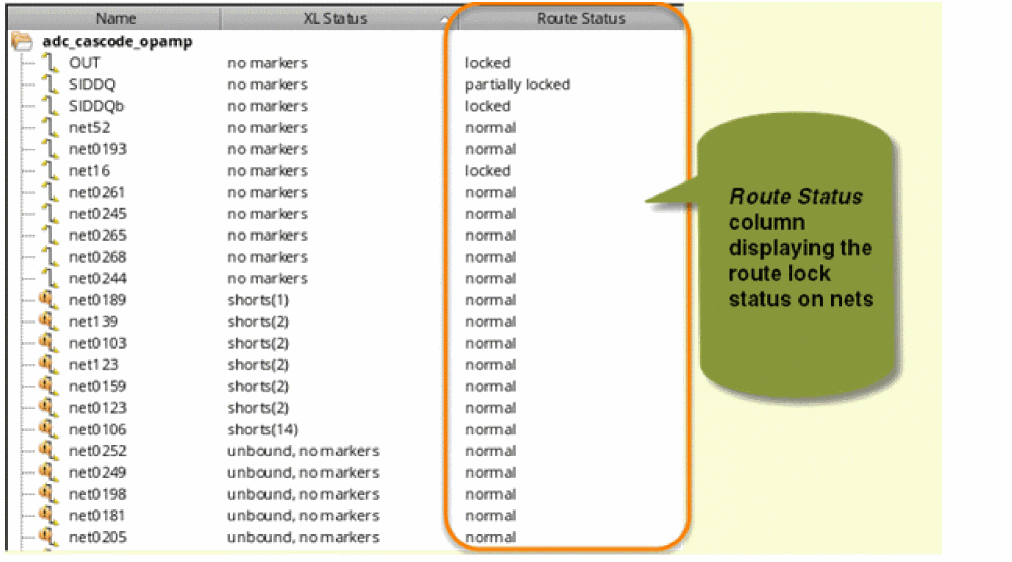 Name XL Status Route Status
adc_cascode_opamp
OUT no markers locked
SIDDQ no markers partially locked
SIDDQb no markers locked
net52 no markers normal
net0193 no markers normal
net16 no markers locked
net0261 no markers normal
net0245 no markers normal
net0265 no markers normal
net0268 no markers normal
net0244 no markers normal
net0189 shorts(1) normal
net139 shorts(2) normal
net0103 shorts(2) normal
net123 shorts(2) normal
net0159 shorts(2) normal
net0123 shorts(2) normal
net0106 shorts(14) normal
net0252 unbound, no markers normal
net0249 unbound, no markers normal
net0198 unbound, no markers normal
net0181 unbound, no markers normal
net0205 unbound, no markers normal
Route Status
column
displaying the
route lock
status on nets